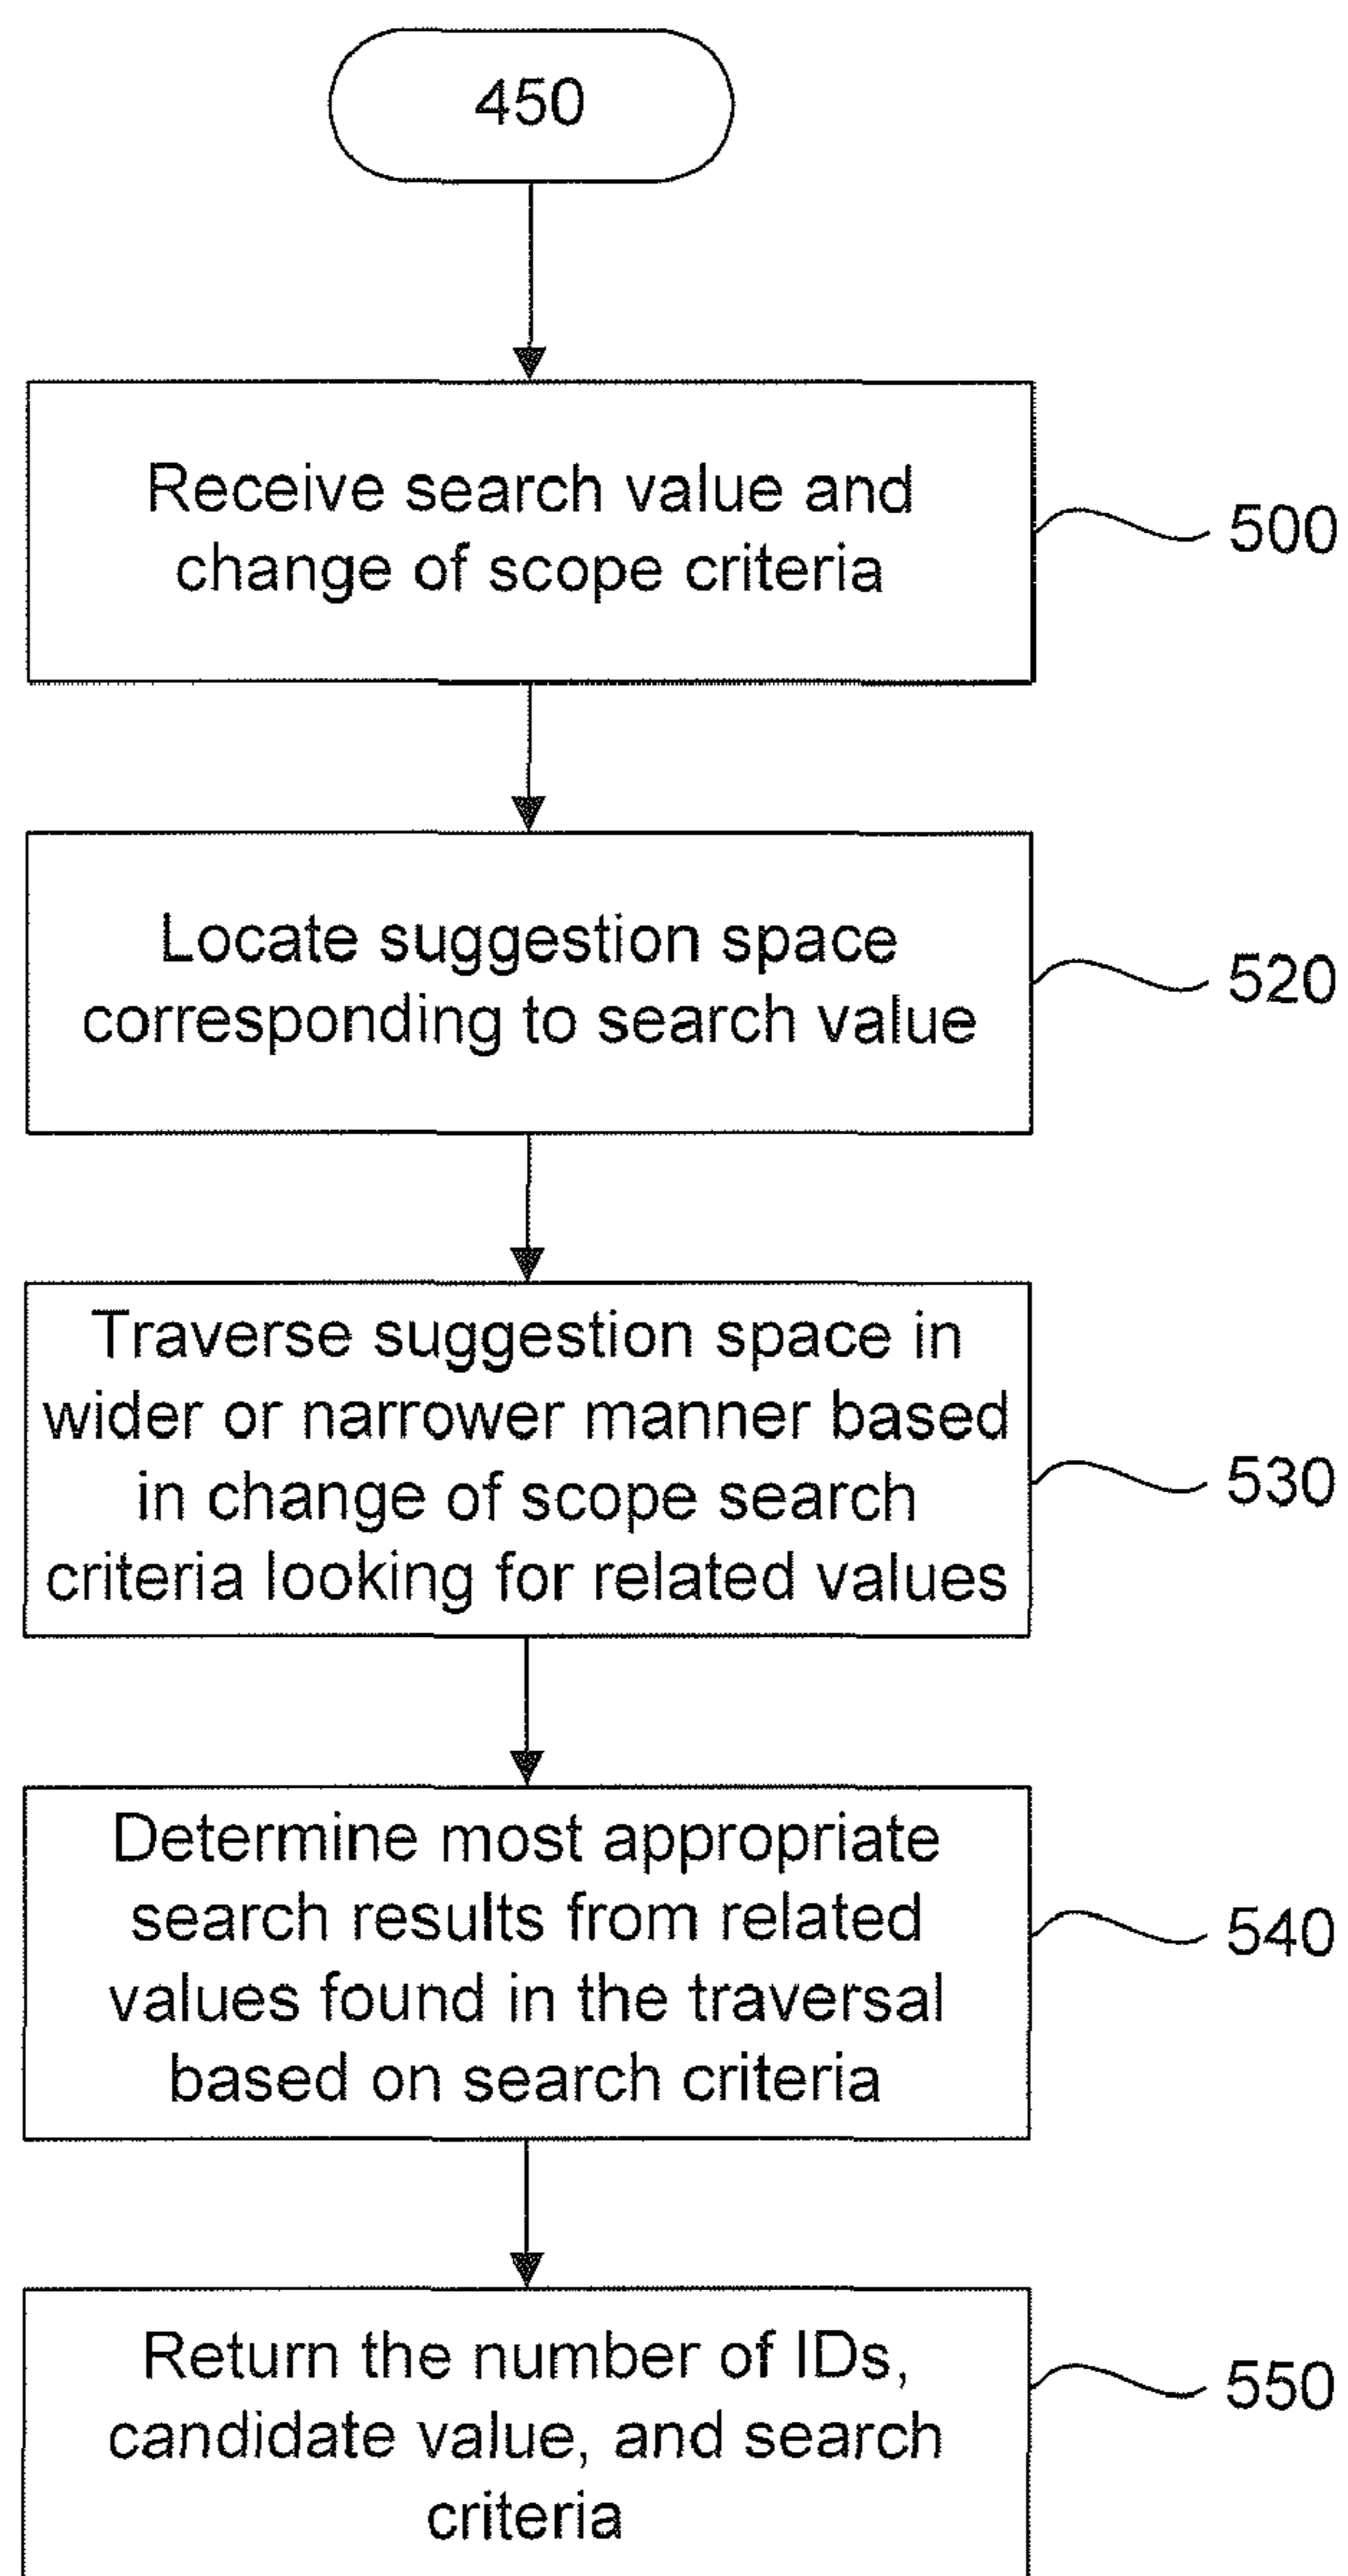 450
Receive search value and
change of scope criteria
500
Locate suggestion space
corresponding to search value
520
Traverse suggestion space in
wider or narrower manner based
in change of scope search
criteria looking for related values
530
Determine most appropriate
search results from related
values found in the traversal
based on search criteria
540
Return the number of IDs,
candidate value, and search
criteria
550